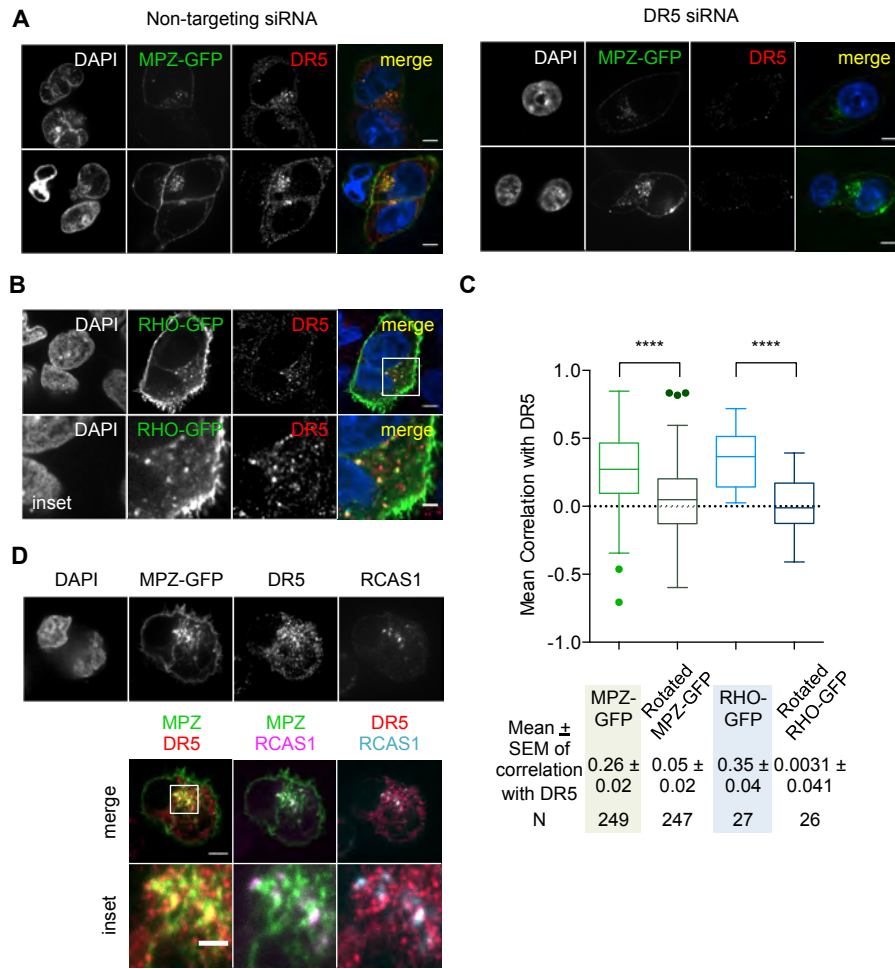 A
Non-targeting siRNA
DR5 siRNA
DAPI MPZ-GFP DR5 merge
DAPI MPZ-GFP DR5 merge
B
DAPI RHO-GFP DR5 merge
DAPI RHO-GFP DR5 merge
inset
C
**** ****
Mean Correlation with DR5
1.0
0.5
0.0
-0.5
-1.0
MPZ-GFP
Rotated MPZ-GFP
RHO-GFP
Rotated RHO-GFP
Mean ± SEM of correlation with DR5
0.26 ± 0.02
0.05 ± 0.02
0.35 ± 0.04
0.0031 ± 0.041
N 249 247 27 26
D
DAPI MPZ-GFP DR5 RCAS1
MPZ DR5
MPZ RCAS1
DR5 RCAS1
merge
inset